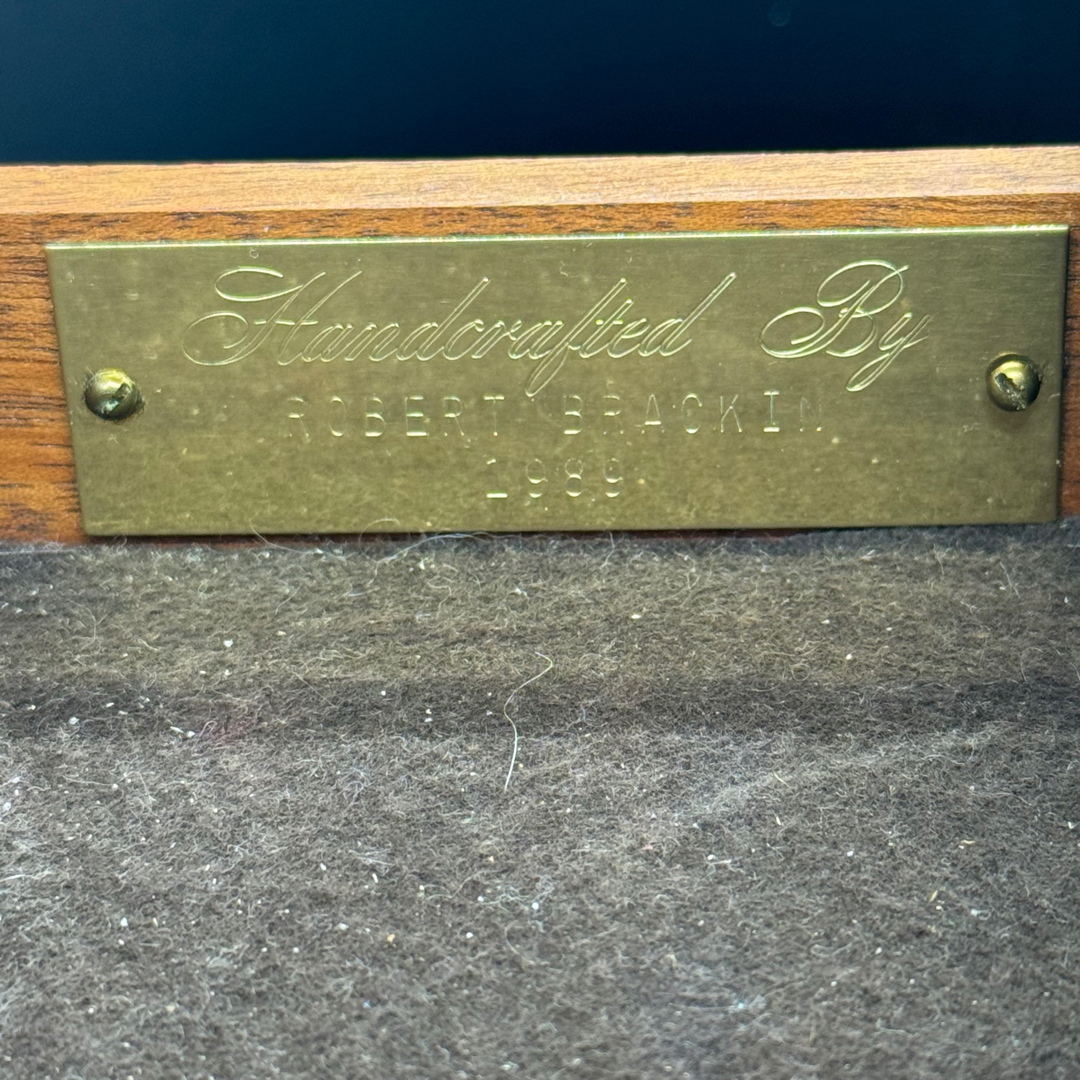 Handcrafted By
ROBERT BRACKIN
1989